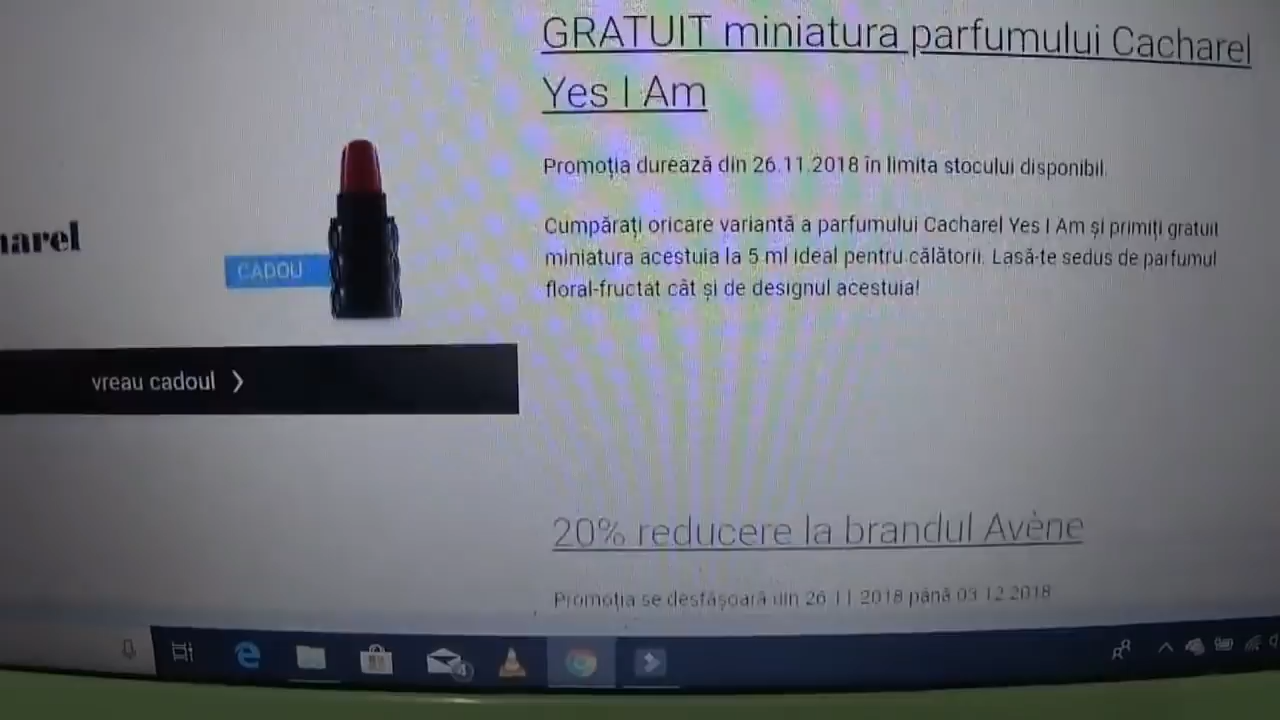 GRATUIT miniatura parfumului Cacharel
Yes I Am
Promoția durează din 26.11.2018 în limita stocului disponibil.
Cumpărați oricare variantă a parfumului Cacharel Yes I Am și primiți gratuit
miniatura acestuia la 5 ml ideal pentru călătorii. Lasă-te sedus de parfumul
floral-fructat cât și de designul acestuia!
harel
CADOU
vreau cadoul
20% reducere la brandul Avène
Promoția se desfășoară din 26.11.2018 până 03.12.2018
4